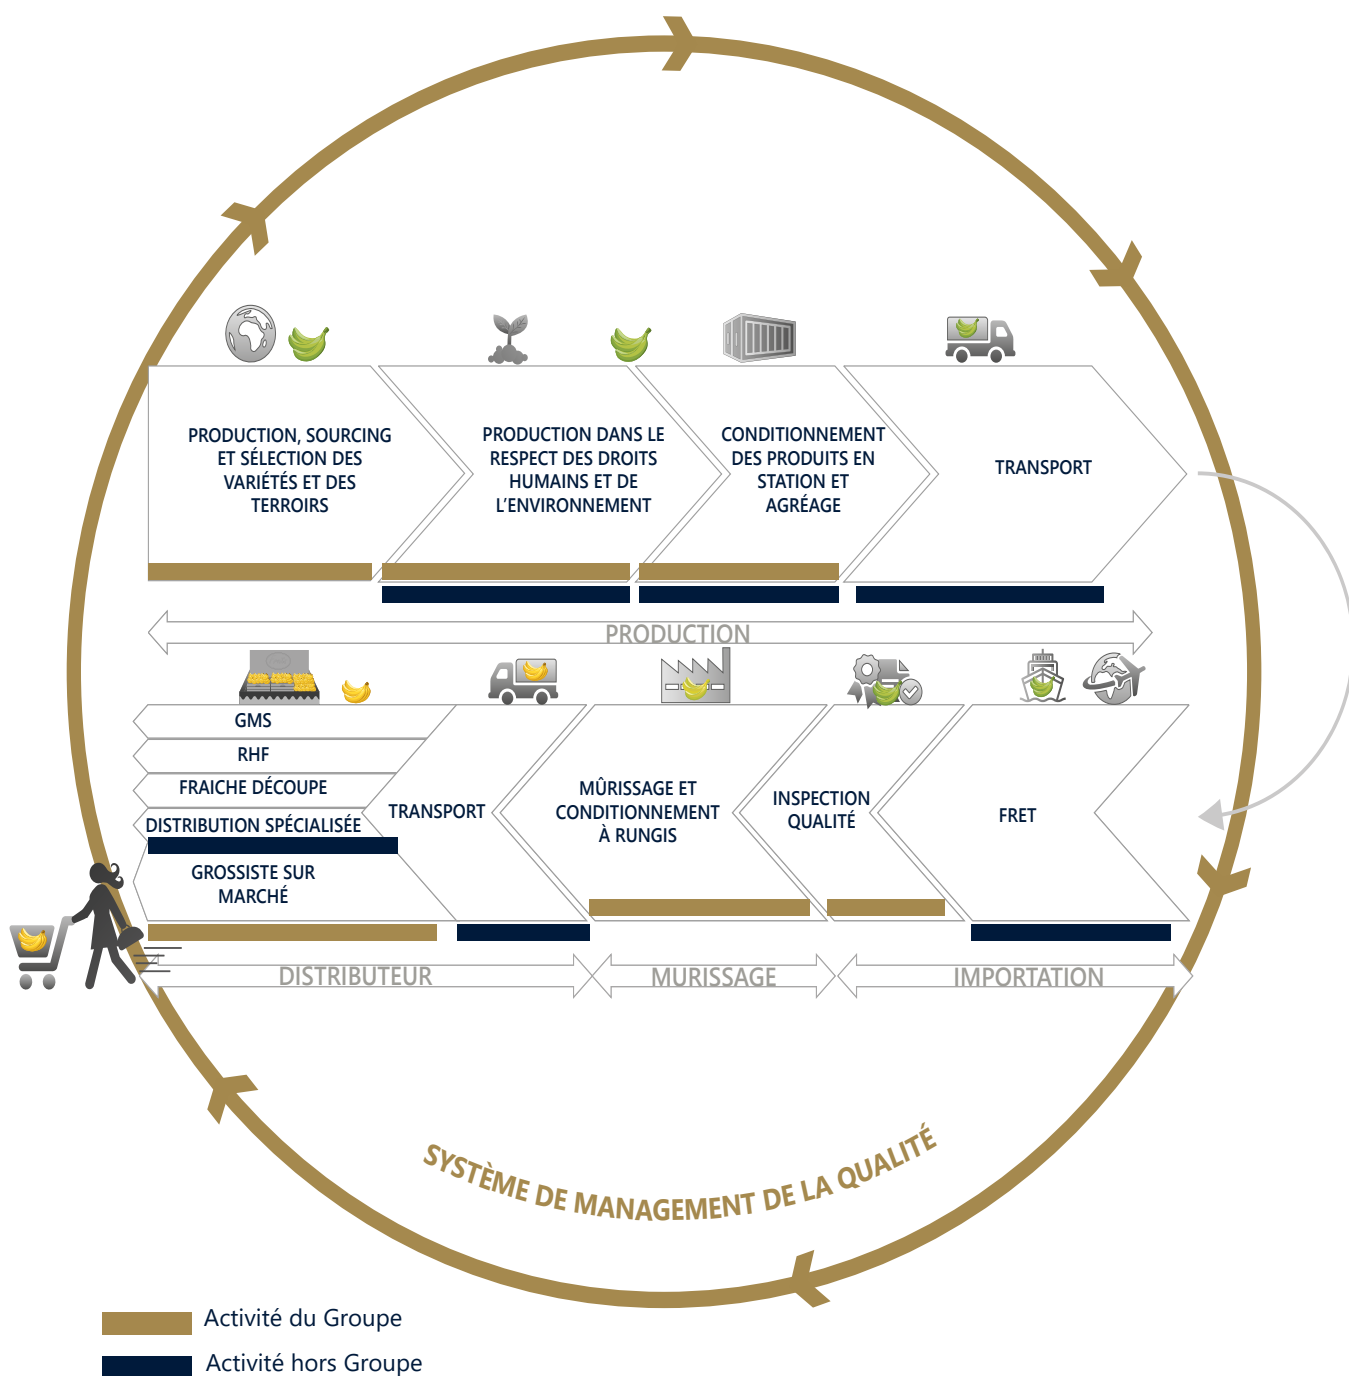 PRODUCTION, SOURCING
ET SÉLECTION DES
VARIÉTÉS ET DES
TERROIRS
PRODUCTION DANS LE
RESPECT DES DROITS
HUMAINS ET DE
L'ENVIRONNEMENT
CONDITIONNEMENT
DES PRODUITS EN
STATION ET
AGRÉAGE
TRANSPORT
PRODUCTION
GMS
RHF
FRAICHE DÉCOUPE
DISTRIBUTION SPÉCIALISÉE
GROSSISTE SUR
MARCHÉ
TRANSPORT
MÛRISSAGE ET
CONDITIONNEMENT
À RUNGIS
INSPECTION
QUALITÉ
FRET
DISTRIBUTEUR
MURISSAGE
IMPORTATION
SYSTÈME DE MANAGEMENT DE LA QUALITÉ
Activité du Groupe
Activité hors Groupe